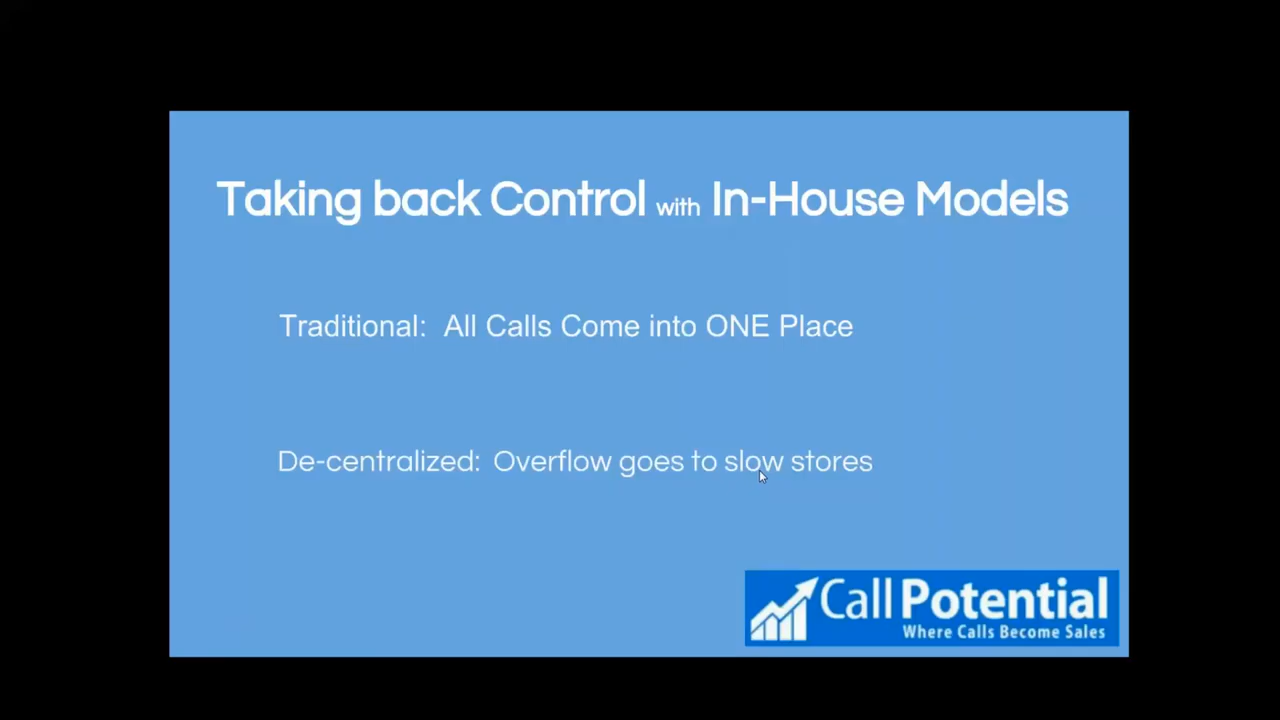 Taking back Control with In-House Models
Traditional: All Calls Come into ONE Place
De-centralized: Overflow goes to slow stores
Call Potential
Where Calls Become Sales